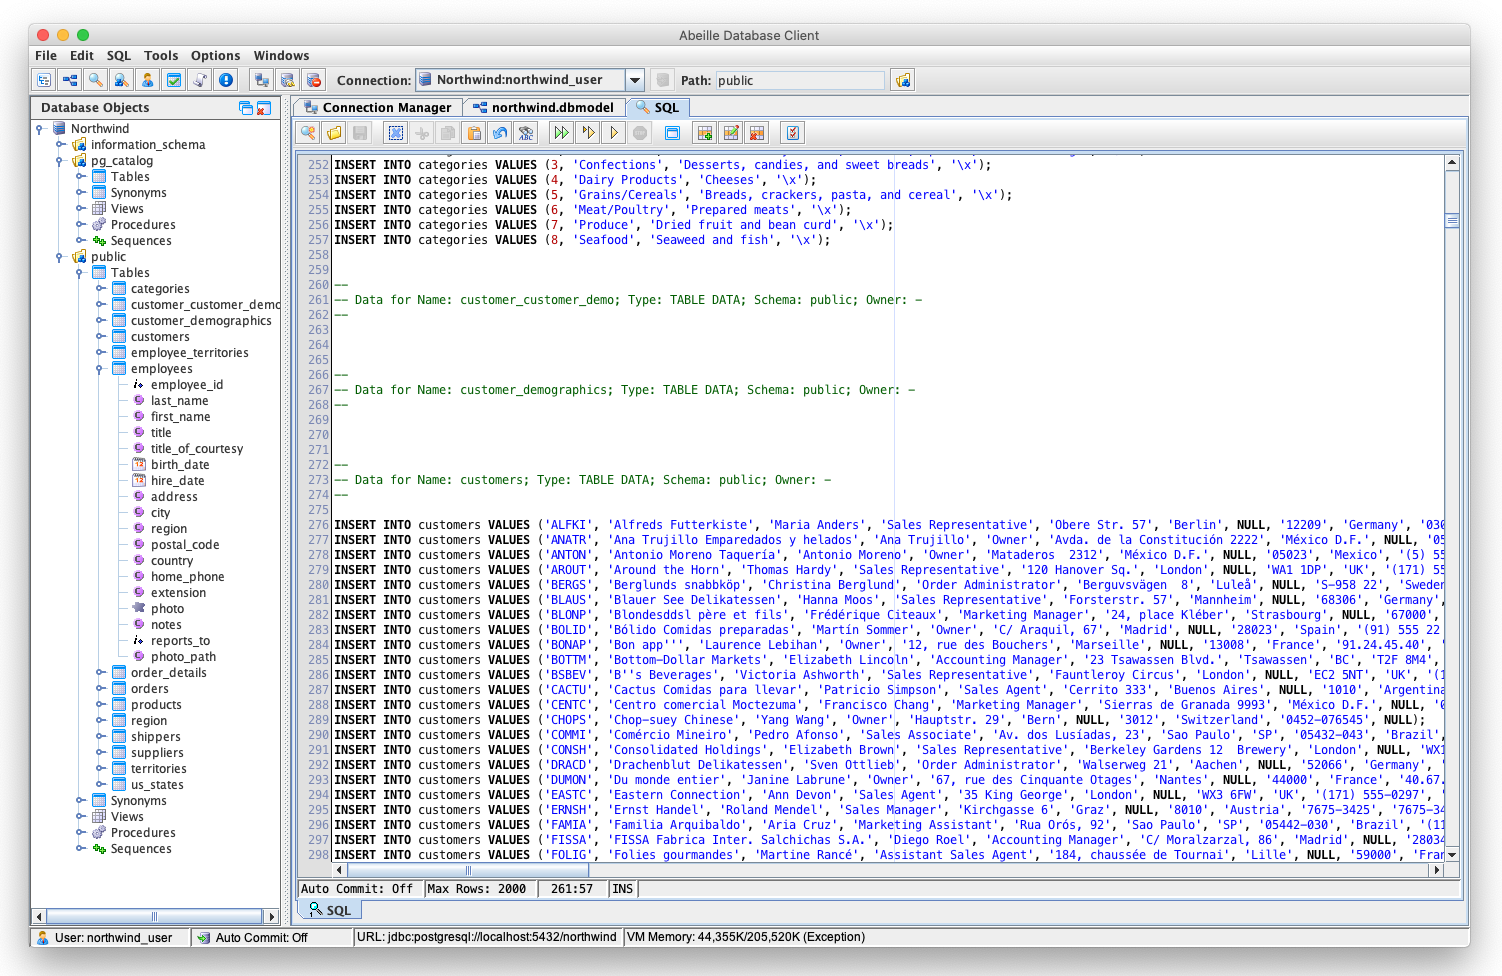 Abeille Database Client
File Edit SQL Tools Options Windows
Connection: Northwind:northwind_user Path: public
Database Objects
Northwind
information_schema
pg_catalog
Tables
Synonyms
Views
Procedures
Sequences
public
Tables
categories
customer_customer_demo
customer_demographics
customers
employee_territories
employees
employee_id
last_name
first_name
title
title_of_courtesy
birth_date
hire_date
address
city
region
postal_code
country
home_phone
extension
photo
notes
reports_to
photo_path
order_details
orders
products
region
shippers
suppliers
territories
us_states
Synonyms
Views
Procedures
Sequences
Connection Manager northwind.dbmodel SQL
252 INSERT INTO categories VALUES (3, 'Confections', 'Desserts, candies, and sweet breads', '\x');
253 INSERT INTO categories VALUES (4, 'Dairy Products', 'Cheeses', '\x');
254 INSERT INTO categories VALUES (5, 'Grains/Cereals', 'Breads, crackers, pasta, and cereal', '\x');
255 INSERT INTO categories VALUES (6, 'Meat/Poultry', 'Prepared meats', '\x');
256 INSERT INTO categories VALUES (7, 'Produce', 'Dried fruit and bean curd', '\x');
257 INSERT INTO categories VALUES (8, 'Seafood', 'Seaweed and fish', '\x');
258
259
260 --
261 -- Data for Name: customer_customer_demo; Type: TABLE DATA; Schema: public; Owner: -
262 --
263
264
265
266 --
267 -- Data for Name: customer_demographics; Type: TABLE DATA; Schema: public; Owner: -
268 --
269
270
271
272 --
273 -- Data for Name: customers; Type: TABLE DATA; Schema: public; Owner: -
274 --
275
276 INSERT INTO customers VALUES ('ALFKI', 'Alfreds Futterkiste', 'Maria Anders', 'Sales Representative', 'Obere Str. 57', 'Berlin', NULL, '12209', 'Germany', '030
277 INSERT INTO customers VALUES ('ANATR', 'Ana Trujillo Emparedados y helados', 'Ana Trujillo', 'Owner', 'Avda. de la Constitución 2222', 'México D.F.', NULL, '05
278 INSERT INTO customers VALUES ('ANTON', 'Antonio Moreno Taquería', 'Antonio Moreno', 'Owner', 'Mataderos  2312', 'México D.F.', NULL, '05023', 'Mexico', '(5) 55
279 INSERT INTO customers VALUES ('AROUT', 'Around the Horn', 'Thomas Hardy', 'Sales Representative', '120 Hanover Sq.', 'London', NULL, 'WA1 1DP', 'UK', '(171) 55
280 INSERT INTO customers VALUES ('BERGS', 'Berglunds snabbköp', 'Christina Berglund', 'Order Administrator', 'Berguvsvägen  8', 'Luleå', NULL, 'S-958 22', 'Sweden
281 INSERT INTO customers VALUES ('BLAUS', 'Blauer See Delikatessen', 'Hanna Moos', 'Sales Representative', 'Forsterstr. 57', 'Mannheim', NULL, '68306', 'Germany',
282 INSERT INTO customers VALUES ('BLONP', 'Blondesddsl père et fils', 'Frédérique Citeaux', 'Marketing Manager', '24, place Kléber', 'Strasbourg', NULL, '67000',
283 INSERT INTO customers VALUES ('BOLID', 'Bólido Comidas preparadas', 'Martín Sommer', 'Owner', 'C/ Araquil, 67', 'Madrid', NULL, '28023', 'Spain', '(91) 555 22
284 INSERT INTO customers VALUES ('BONAP', 'Bon app''', 'Laurence Lebihan', 'Owner', '12, rue des Bouchers', 'Marseille', NULL, '13008', 'France', '91.24.45.40',
285 INSERT INTO customers VALUES ('BOTTM', 'Bottom-Dollar Markets', 'Elizabeth Lincoln', 'Accounting Manager', '23 Tsawassen Blvd.', 'Tsawassen', 'BC', 'T2F 8M4',
286 INSERT INTO customers VALUES ('BSBEV', 'B''s Beverages', 'Victoria Ashworth', 'Sales Representative', 'Fauntleroy Circus', 'London', NULL, 'EC2 5NT', 'UK', '(1
287 INSERT INTO customers VALUES ('CACTU', 'Cactus Comidas para llevar', 'Patricio Simpson', 'Sales Agent', 'Cerrito 333', 'Buenos Aires', NULL, '1010', 'Argentina
288 INSERT INTO customers VALUES ('CENTC', 'Centro comercial Moctezuma', 'Francisco Chang', 'Marketing Manager', 'Sierras de Granada 9993', 'México D.F.', NULL, '0
289 INSERT INTO customers VALUES ('CHOPS', 'Chop-suey Chinese', 'Yang Wang', 'Owner', 'Hauptstr. 29', 'Bern', NULL, '3012', 'Switzerland', '0452-076545', NULL);
290 INSERT INTO customers VALUES ('COMMI', 'Comércio Mineiro', 'Pedro Afonso', 'Sales Associate', 'Av. dos Lusíadas, 23', 'Sao Paulo', 'SP', '05432-043', 'Brazil',
291 INSERT INTO customers VALUES ('CONSH', 'Consolidated Holdings', 'Elizabeth Brown', 'Sales Representative', 'Berkeley Gardens 12  Brewery', 'London', NULL, 'WX1
292 INSERT INTO customers VALUES ('DRACD', 'Drachenblut Delikatessen', 'Sven Ottlieb', 'Order Administrator', 'Walserweg 21', 'Aachen', NULL, '52066', 'Germany', '
293 INSERT INTO customers VALUES ('DUMON', 'Du monde entier', 'Janine Labrune', 'Owner', '67, rue des Cinquante Otages', 'Nantes', NULL, '44000', 'France', '40.67.
294 INSERT INTO customers VALUES ('EASTC', 'Eastern Connection', 'Ann Devon', 'Sales Agent', '35 King George', 'London', NULL, 'WX3 6FW', 'UK', '(171) 555-0297', '
295 INSERT INTO customers VALUES ('ERNSH', 'Ernst Handel', 'Roland Mendel', 'Sales Manager', 'Kirchgasse 6', 'Graz', NULL, '8010', 'Austria', '7675-3425', '7675-34
296 INSERT INTO customers VALUES ('FAMIA', 'Familia Arquibaldo', 'Aria Cruz', 'Marketing Assistant', 'Rua Orós, 92', 'Sao Paulo', 'SP', '05442-030', 'Brazil', '(11
297 INSERT INTO customers VALUES ('FISSA', 'FISSA Fabrica Inter. Salchichas S.A.', 'Diego Roel', 'Accounting Manager', 'C/ Moralzarzal, 86', 'Madrid', NULL, '28034
298 INSERT INTO customers VALUES ('FOLIG', 'Folies gourmandes', 'Martine Rancé', 'Assistant Sales Agent', '184, chaussée de Tournai', 'Lille', NULL, '59000', 'Fran
Auto Commit: Off Max Rows: 2000 261:57 INS
SQL
User: northwind_user Auto Commit: Off URL: jdbc:postgresql://localhost:5432/northwind VM Memory: 44,355K/205,520K (Exception)